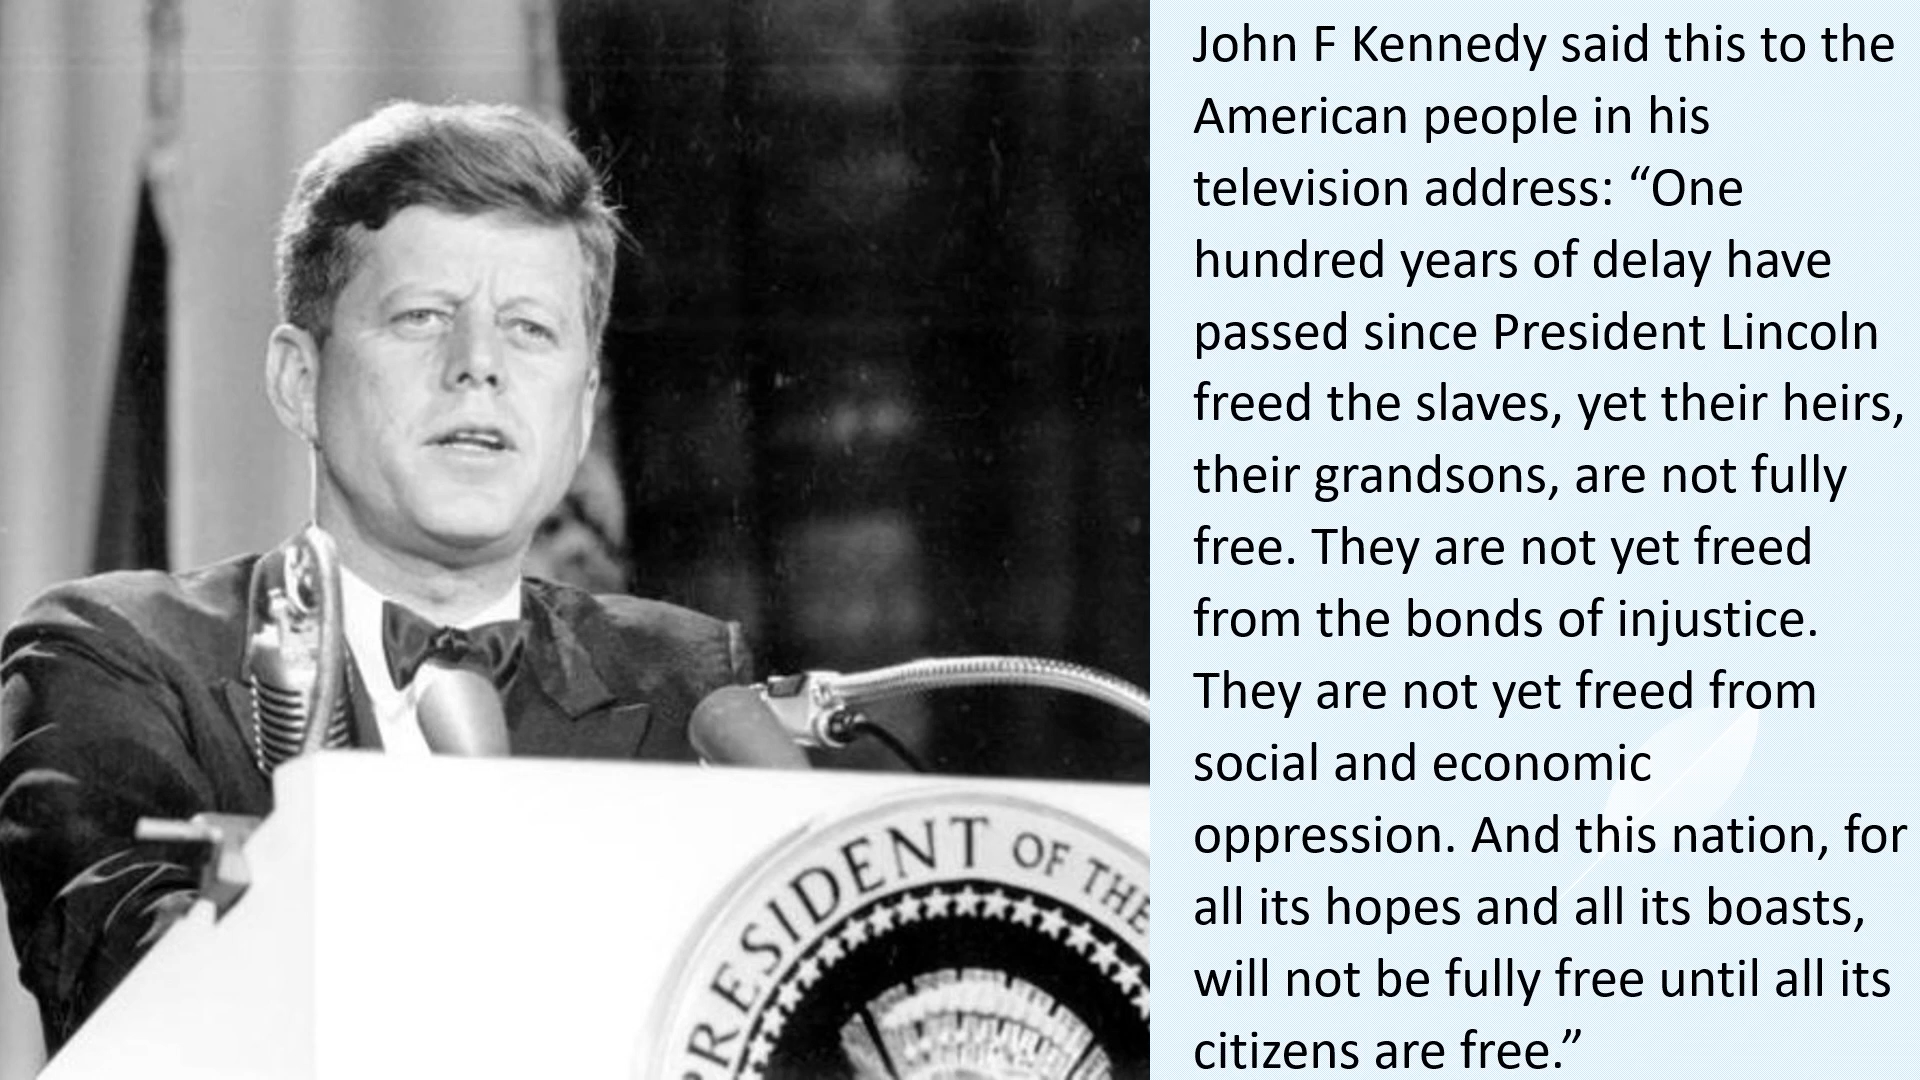 John F Kennedy said this to the
American people in his
television address: “One
hundred years of delay have
passed since President Lincoln
freed the slaves, yet their heirs,
their grandsons, are not fully
free. They are not yet freed
from the bonds of injustice.
They are not yet freed from
social and economic
oppression. And this nation, for
all its hopes and all its boasts,
will not be fully free until all its
citizens are free.”
PRESIDENT OF THE